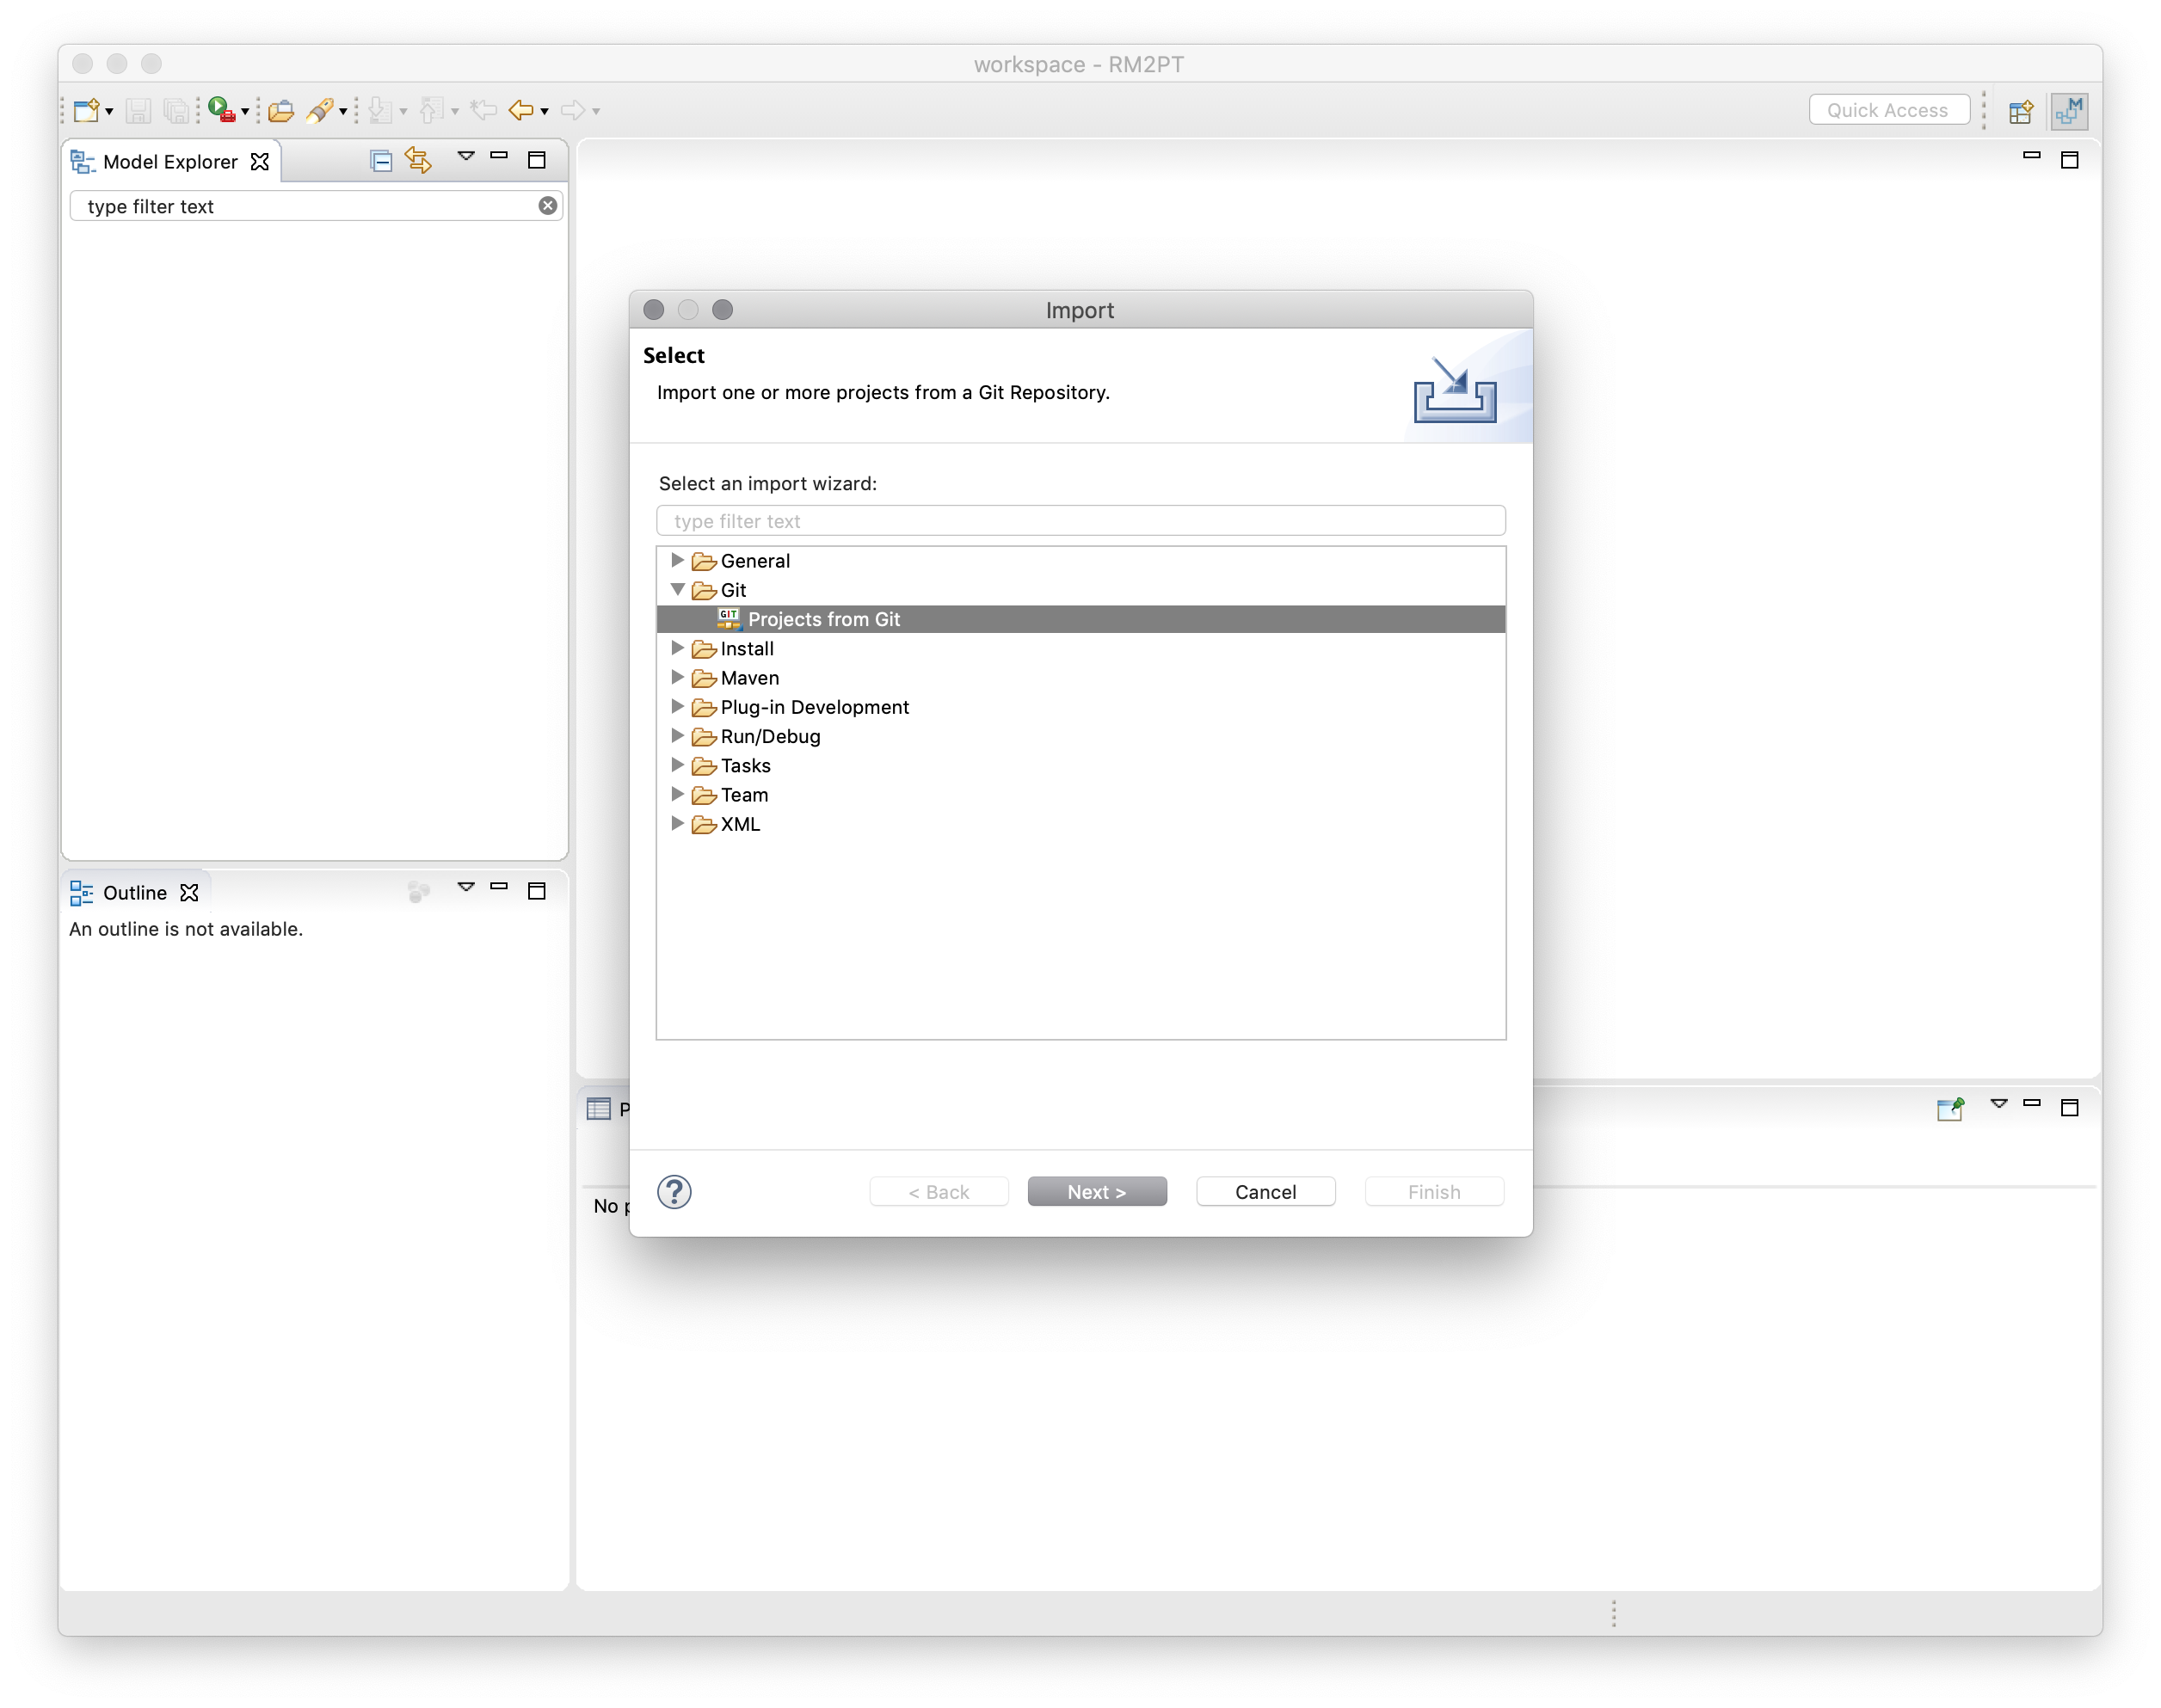 workspace - RM2PT
Quick Access
Model Explorer
type filter text
Import
Select
Import one or more projects from a Git Repository.
Select an import wizard:
type filter text
General
Git
GIT Projects from Git
Install
Maven
Plug-in Development
Run/Debug
Tasks
Team
XML
Outline
An outline is not available.
P
No p
< Back
Next >
Cancel
Finish